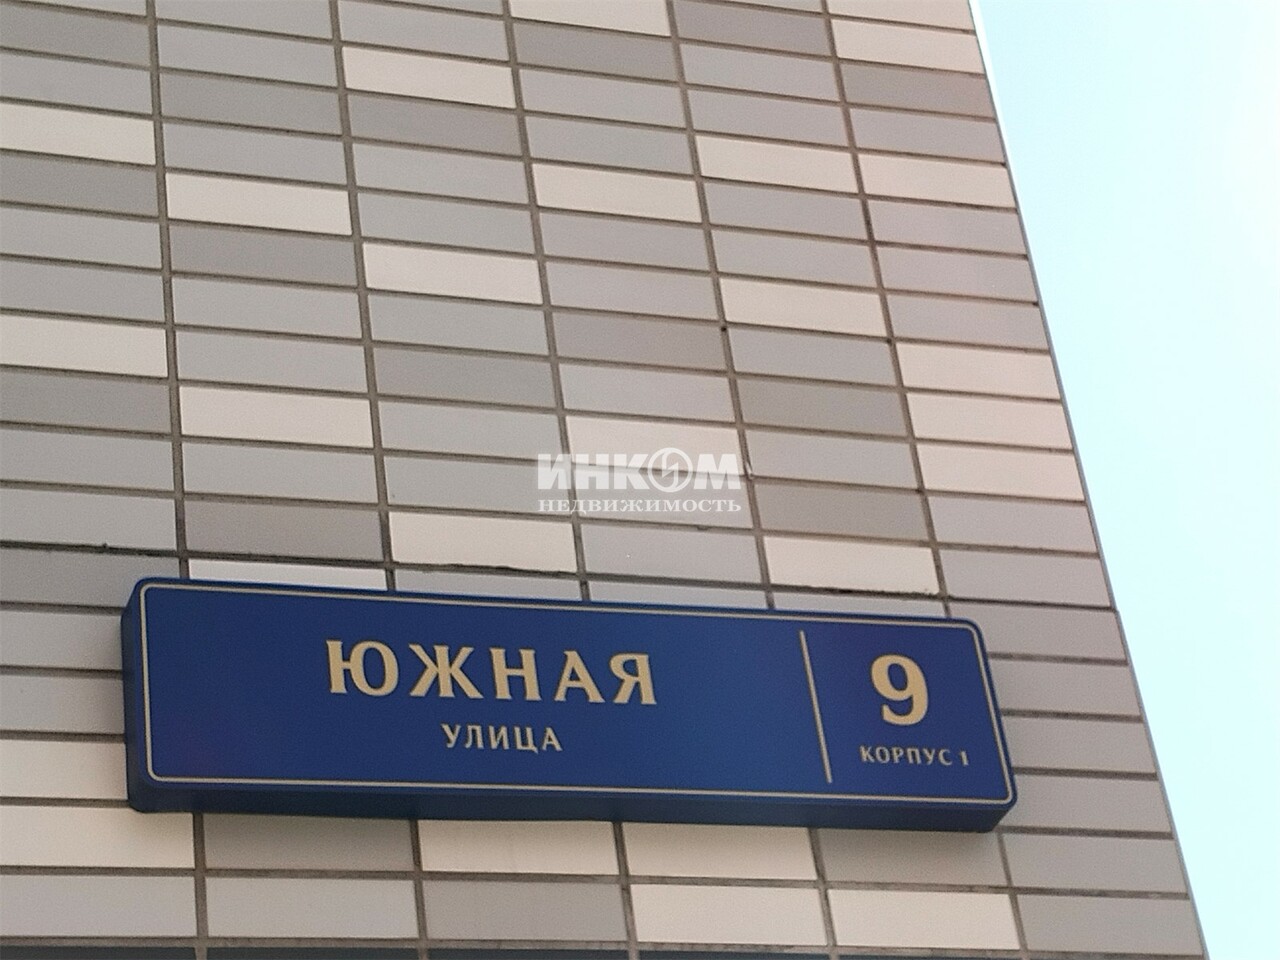 ИНКОМ
НЕДВИЖИМОСТЬ
ЮЖНАЯ
УЛИЦА
9
КОРПУС 1